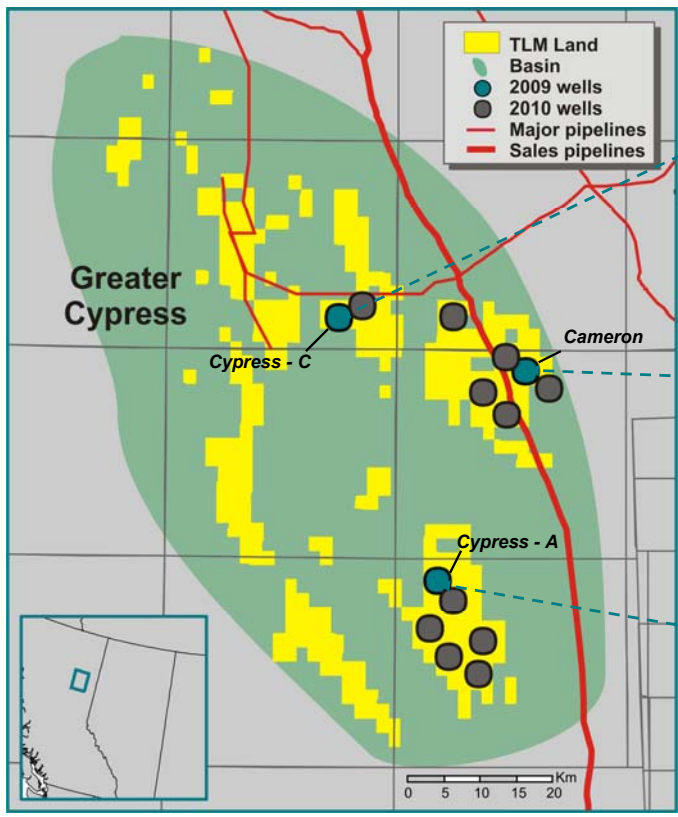 TLM Land
Basin
2009 wells
2010 wells
Major pipelines
Sales pipelines
Greater
Cypress
Cypress - C
Cameron
Cypress - A
Km
0 5 10 15 20